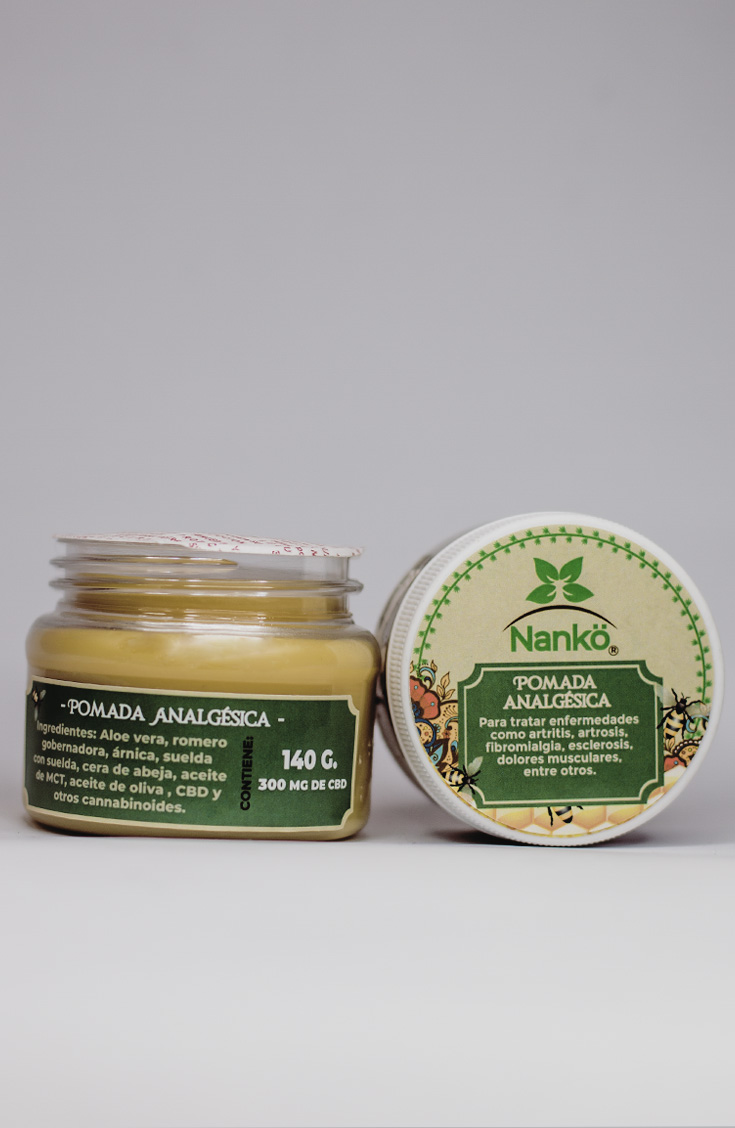 - POMADA ANALGÉSICA -
Ingredientes: Aloe vera, romero
gobernadora, árnica, suelda
con suelda, cera de abeja, aceite
de MCT, aceite de oliva , CBD y
otros cannabinoides.
CONTIENE:
140 G.
300 MG DE CBD
Nankö®
POMADA
ANALGÉSICA
Para tratar enfermedades
como artritis, artrosis,
fibromialgia, esclerosis,
dolores musculares,
entre otros.